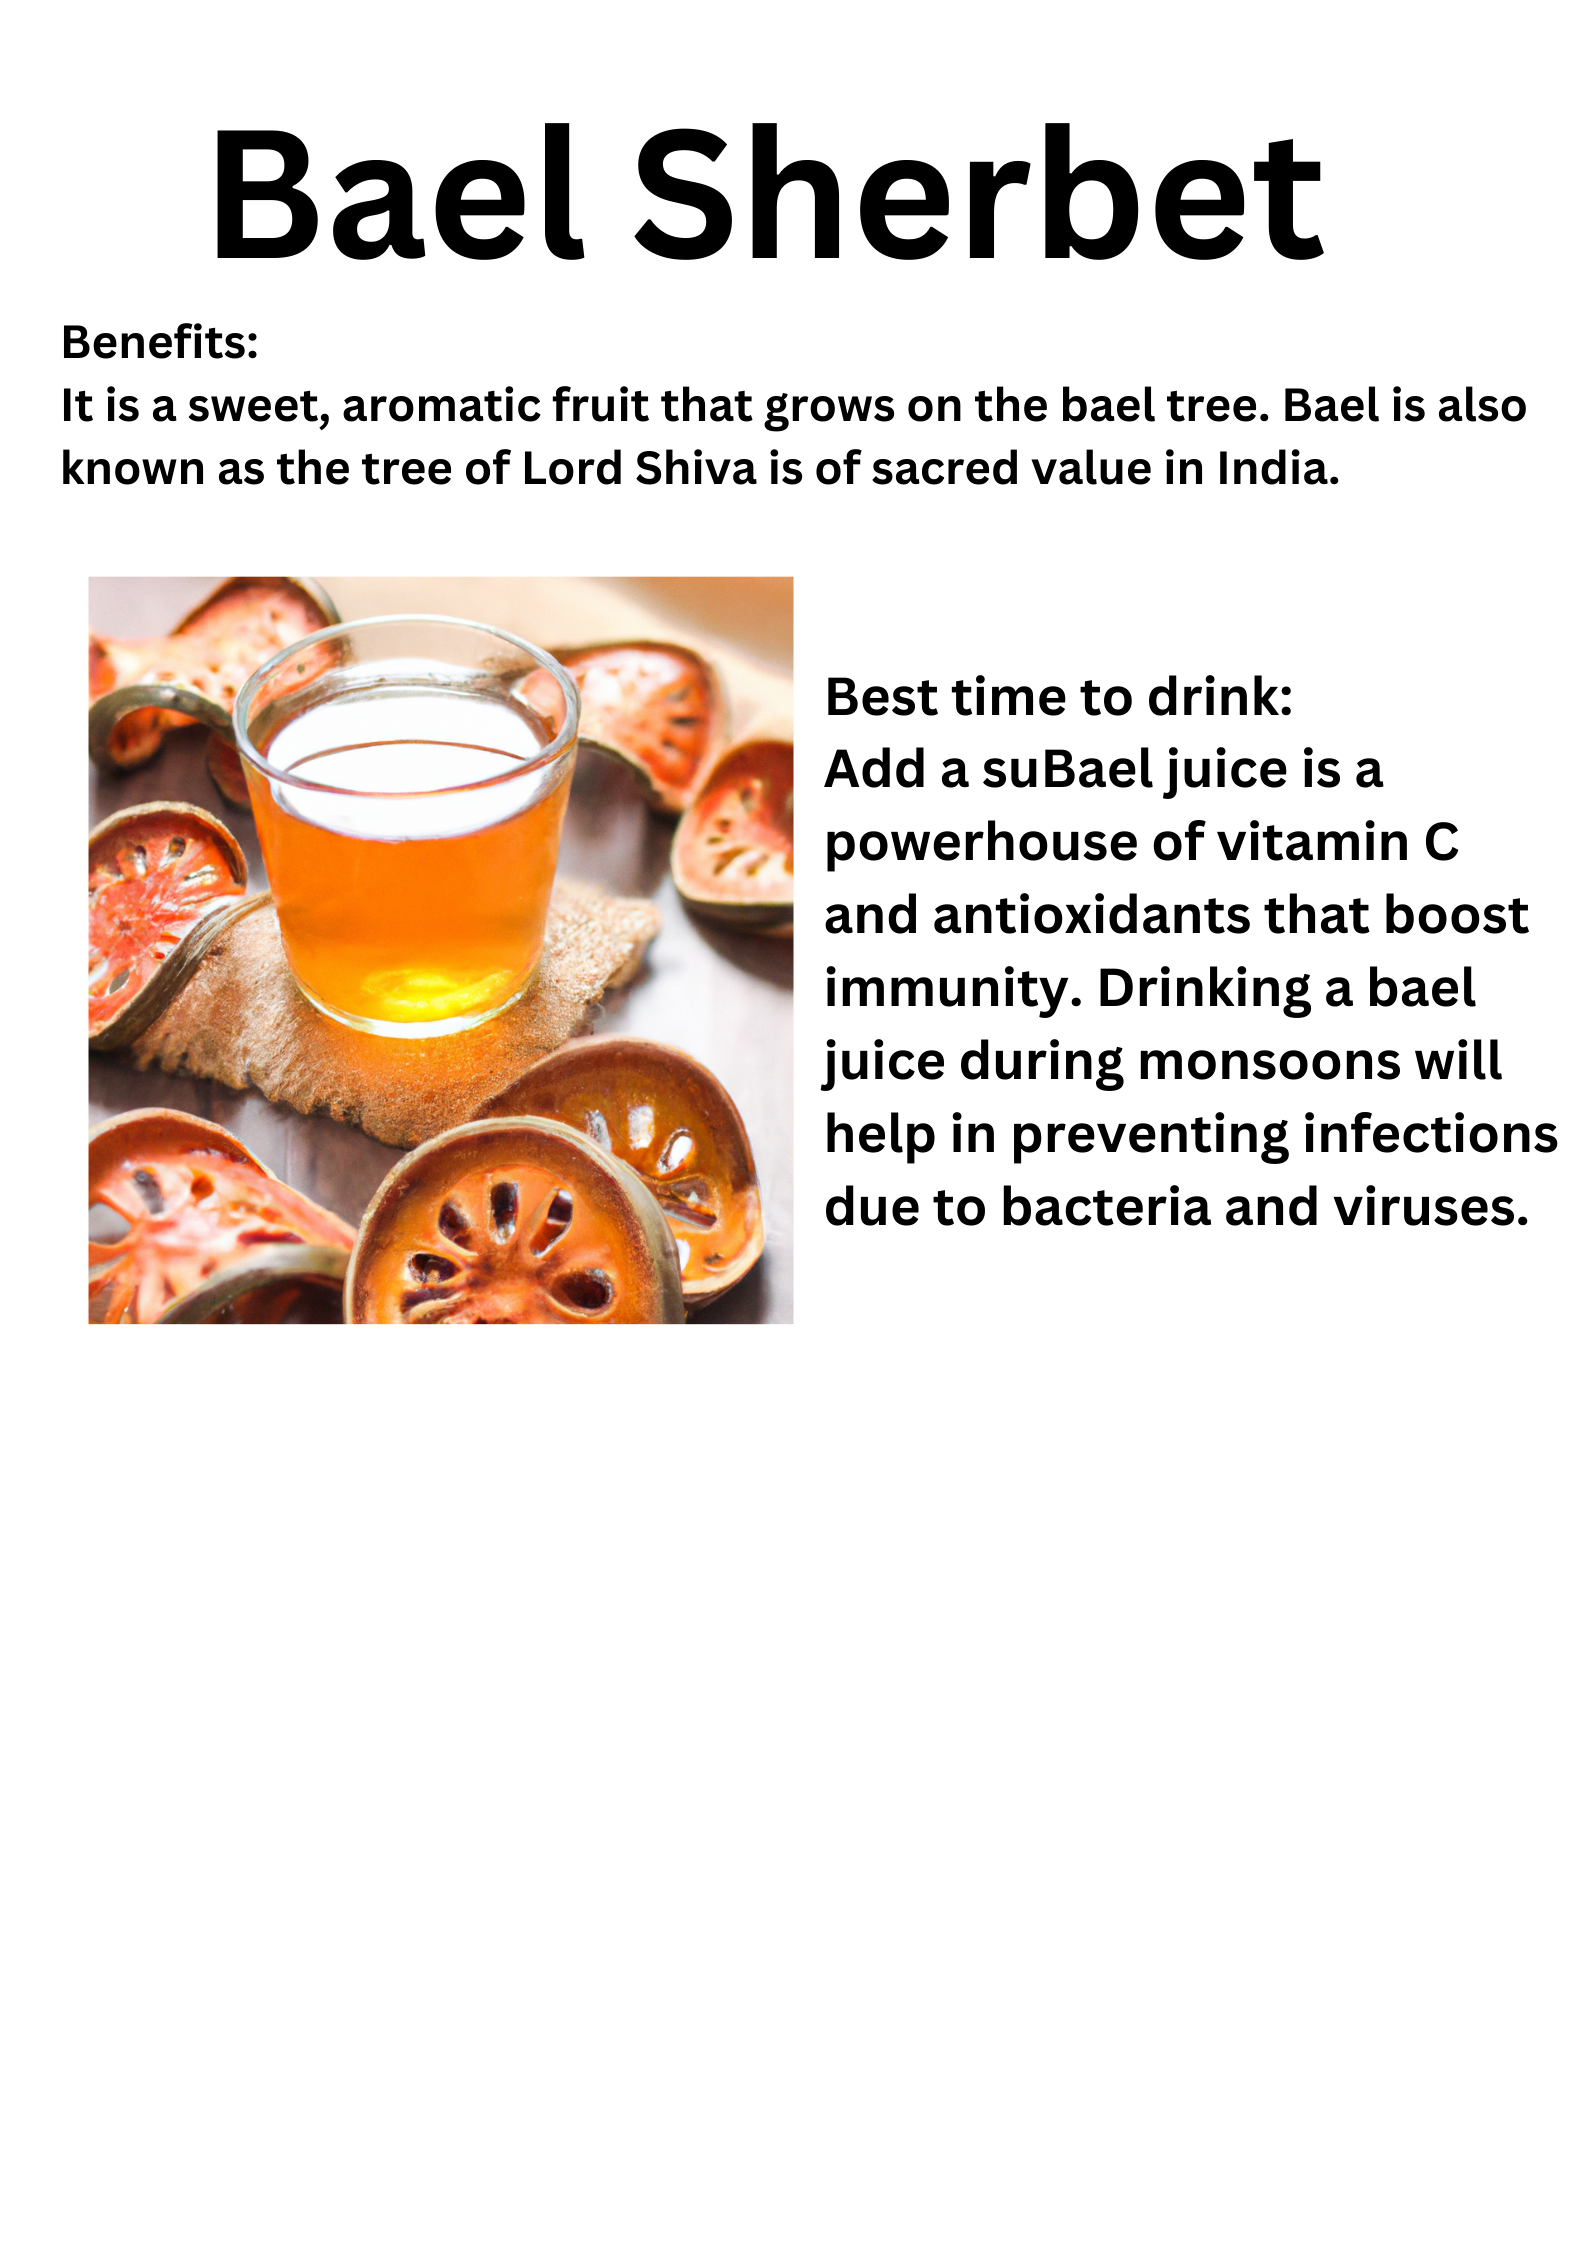 Bael Sherbet
Benefits:
It is a sweet, aromatic fruit that grows on the bael tree. Bael is also
known as the tree of Lord Shiva is of sacred value in India.
Best time to drink:
Add a suBael juice is a
powerhouse of vitamin C
and antioxidants that boost
immunity. Drinking a bael
juice during monsoons will
help in preventing infections
due to bacteria and viruses.